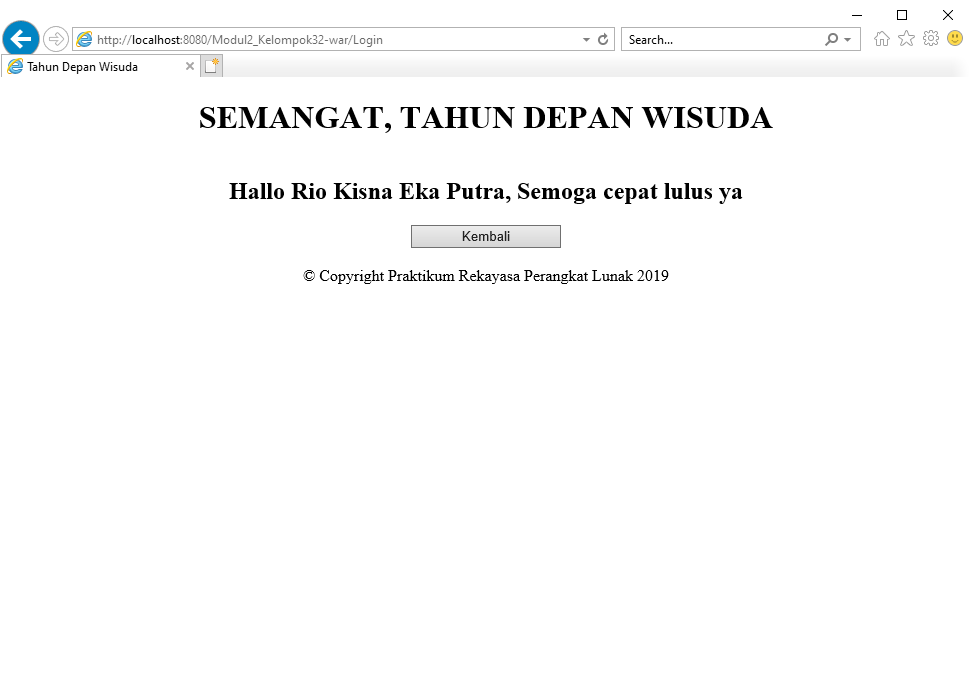 http://localhost:8080/Modul2_Kelompok32-war/Login
Search...
Tahun Depan Wisuda
SEMANGAT, TAHUN DEPAN WISUDA
Hallo Rio Kisna Eka Putra, Semoga cepat lulus ya
Kembali
© Copyright Praktikum Rekayasa Perangkat Lunak 2019